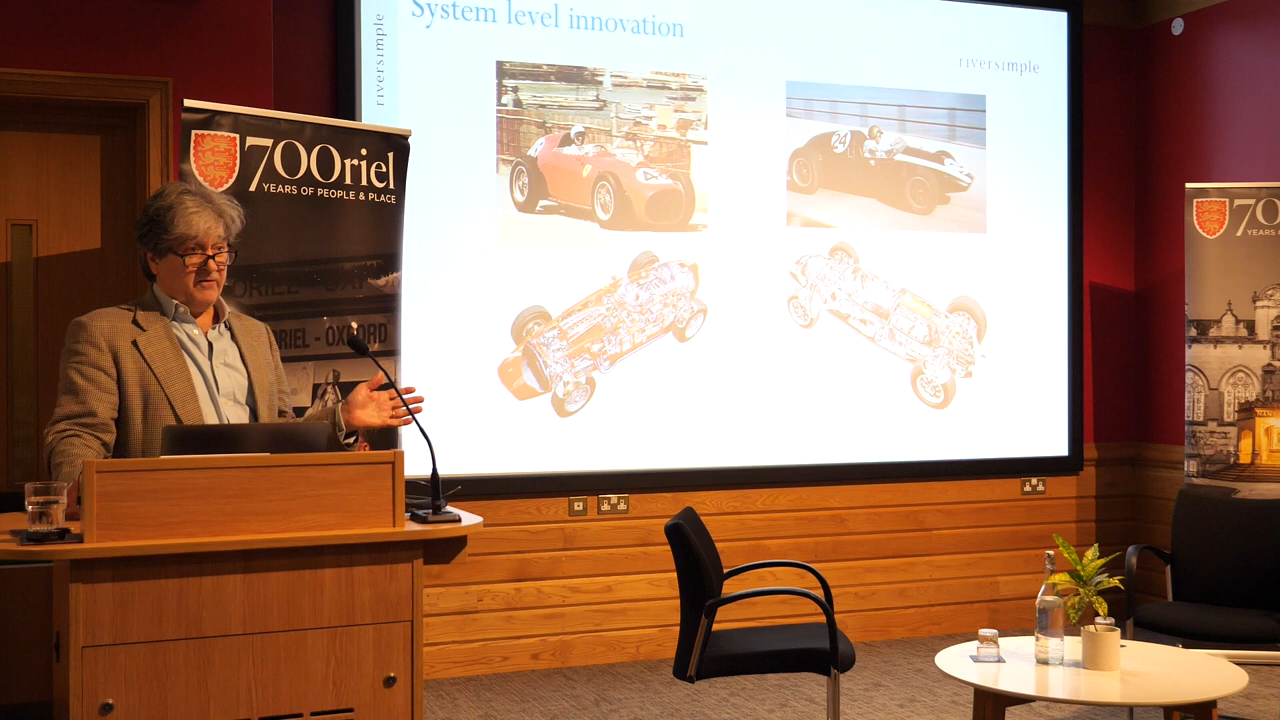 System level innovation
riversimple
riversimple
700riel
YEARS OF PEOPLE & PLACE
ORIEL - OXFORD
24
70
YEARS